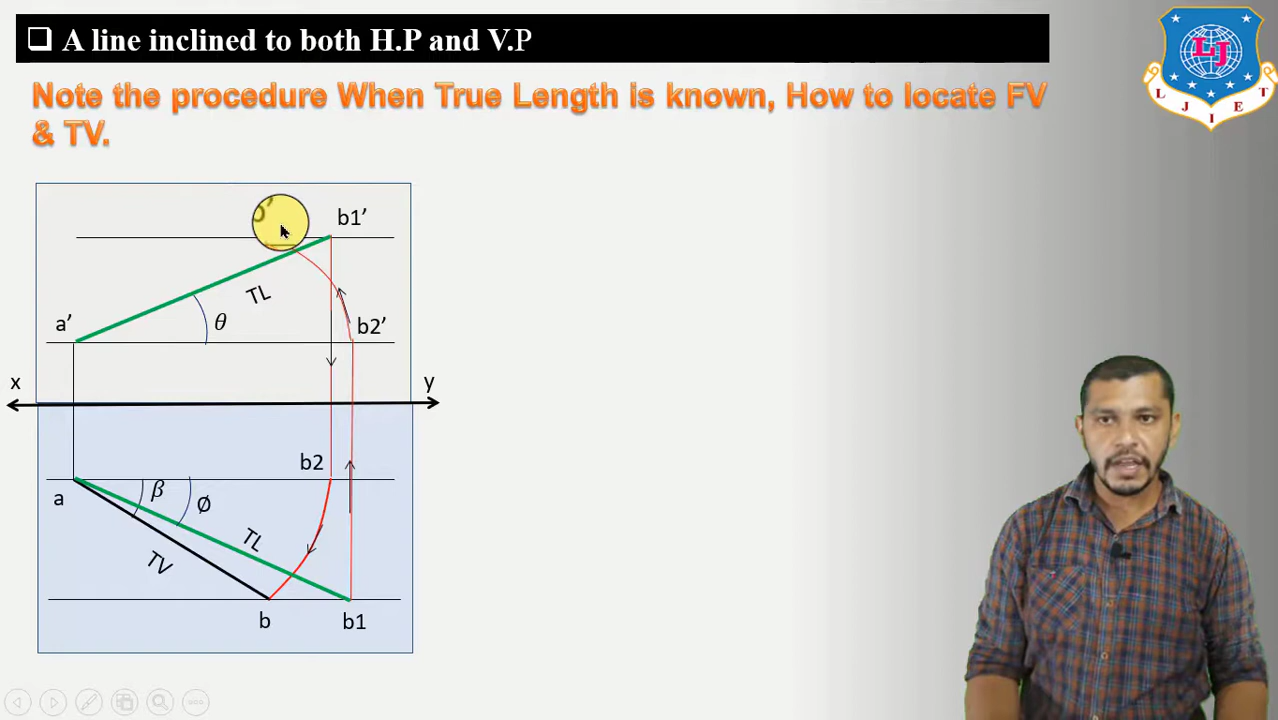 ❑ A line inclined to both H.P and V.P
Note the procedure When True Length is known, How to locate FV
& TV.
L J
L J I E T
b'
b1'
TL
a'
θ
b2'
x
y
b2
a
β
Ø
TL
TV
b
b1